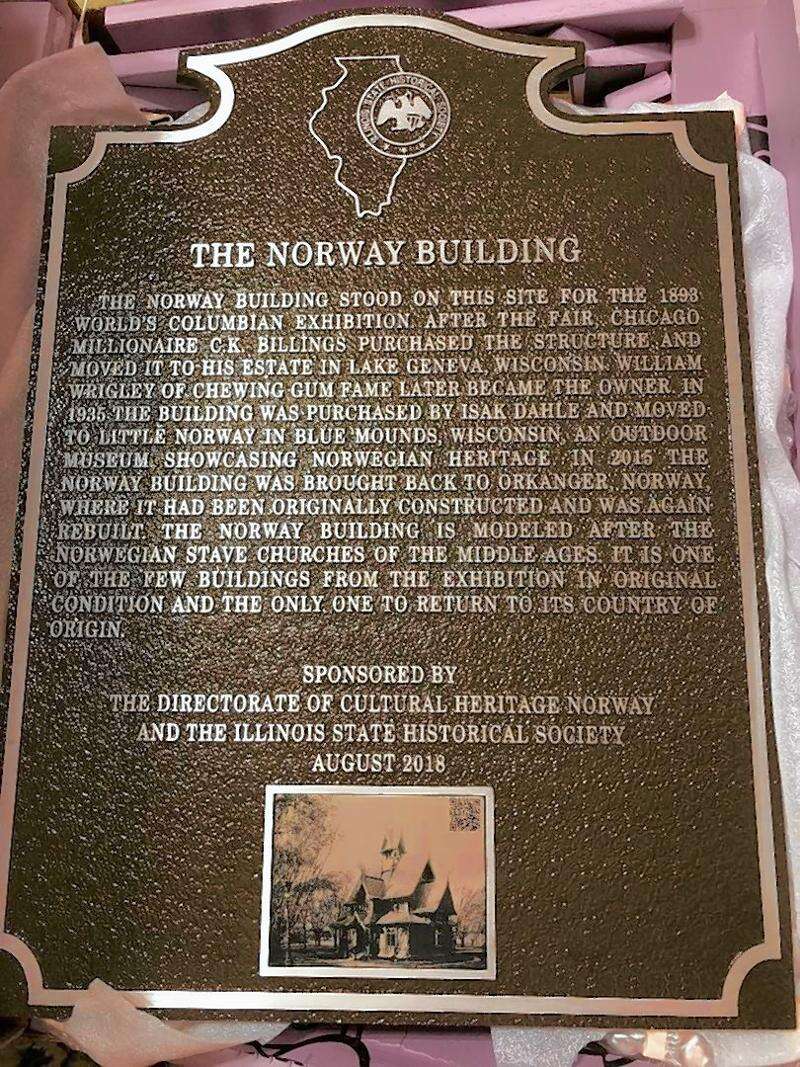 ILLINOIS STATE HISTORICAL SOCIETY
THE NORWAY BUILDING
THE NORWAY BUILDING STOOD ON THIS SITE FOR THE 1893
WORLD'S COLUMBIAN EXHIBITION. AFTER THE FAIR, CHICAGO
MILLIONAIRE C.K. BILLINGS PURCHASED THE STRUCTURE AND
MOVED IT TO HIS ESTATE IN LAKE GENEVA, WISCONSIN. WILLIAM
WRIGLEY OF CHEWING GUM FAME LATER BECAME THE OWNER. IN
1935 THE BUILDING WAS PURCHASED BY ISAK DAHLE AND MOVED
TO LITTLE NORWAY IN BLUE MOUNDS, WISCONSIN, AN OUTDOOR
MUSEUM SHOWCASING NORWEGIAN HERITAGE. IN 2015 THE
NORWAY BUILDING WAS BROUGHT BACK TO ORKANGER, NORWAY
WHERE IT HAD BEEN ORIGINALLY CONSTRUCTED AND WAS AGAIN
REBUILT. THE NORWAY BUILDING IS MODELED AFTER THE
NORWEGIAN STAVE CHURCHES OF THE MIDDLE AGES. IT IS ONE
OF THE FEW BUILDINGS FROM THE EXHIBITION IN ORIGINAL
CONDITION AND THE ONLY ONE TO RETURN TO ITS COUNTRY OF
ORIGIN.
SPONSORED BY
THE DIRECTORATE OF CULTURAL HERITAGE NORWAY
AND THE ILLINOIS STATE HISTORICAL SOCIETY
AUGUST 2018